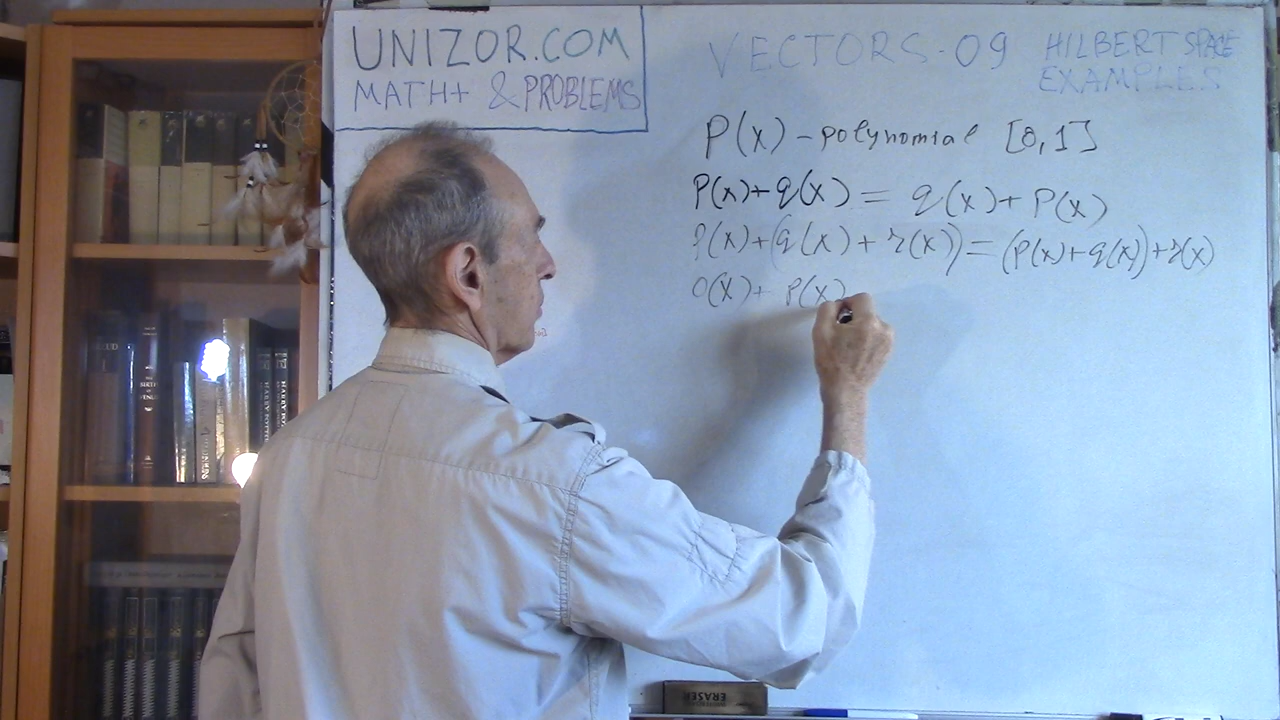 UNIZOR.COM
MATH+ & PROBLEMS
VECTORS·09 HILBERT SPACE
EXAMPLES
P(x) – polynomial [0,1]
P(x)+q(x) = q(x)+P(x)
P(x)+(q(x)+r(x))=(P(x)+q(x))+r(x)
0(x)+ P(x)
ERASER